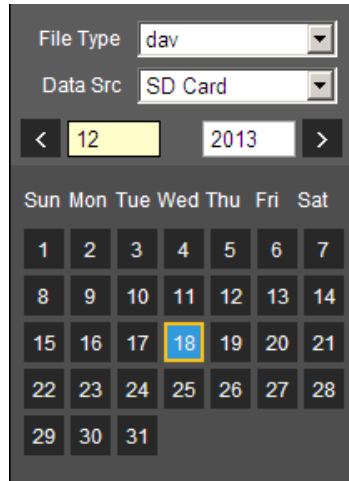 File Type dav
Data Src SD Card
< 12 2013 >
Sun Mon Tue Wed Thu Fri Sat
1 2 3 4 5 6 7
8 9 10 11 12 13 14
15 16 17 18 19 20 21
22 23 24 25 26 27 28
29 30 31